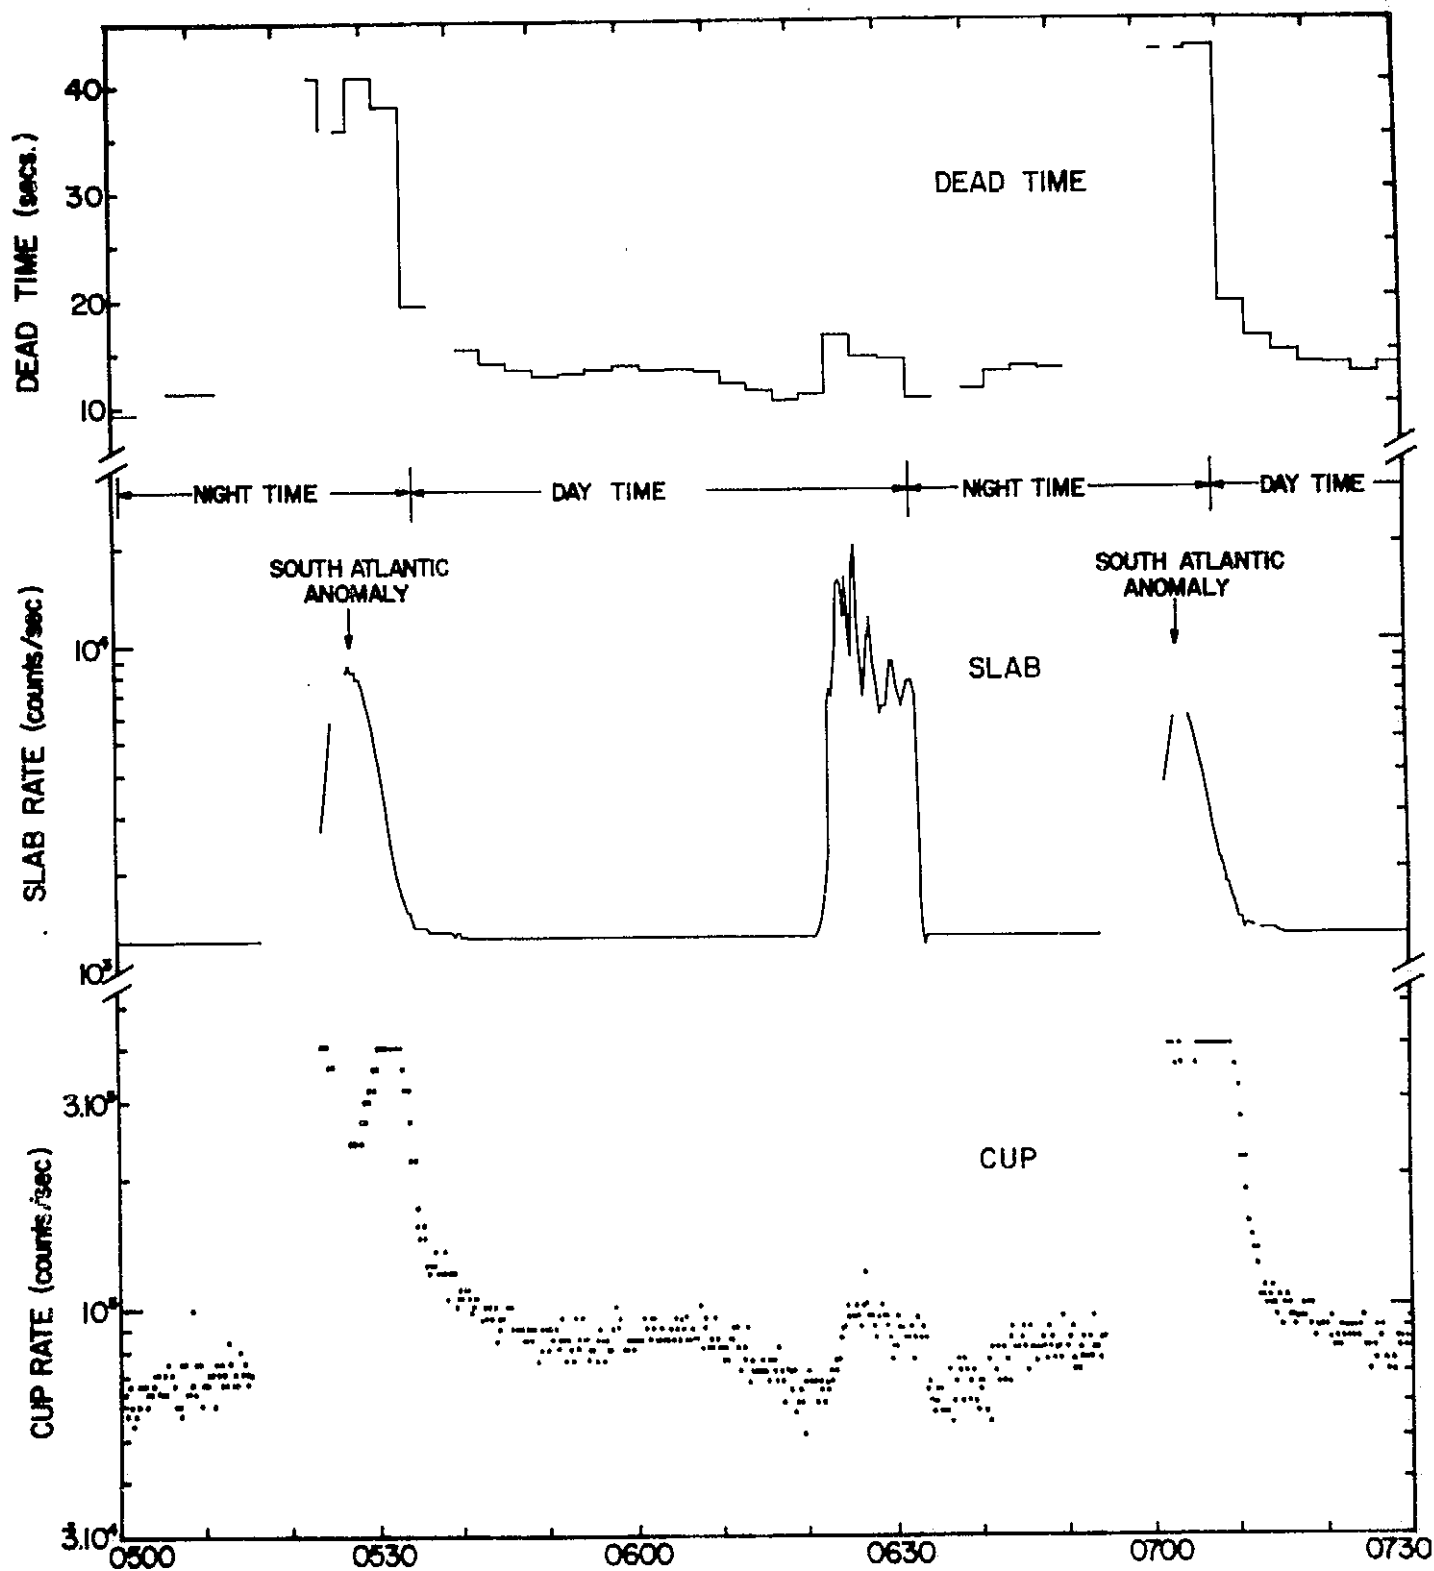 DEAD TIME (secs.)
40
30
20
10
DEAD TIME
NIGHT TIME
DAY TIME
NIGHT TIME
DAY TIME
SOUTH ATLANTIC
ANOMALY
SOUTH ATLANTIC
ANOMALY
SLAB RATE (counts/sec)
10⁴
10³
SLAB
CUP RATE (counts/sec)
3.10⁵
10⁵
3.10⁴
CUP
0500
0530
0600
0630
0700
0730